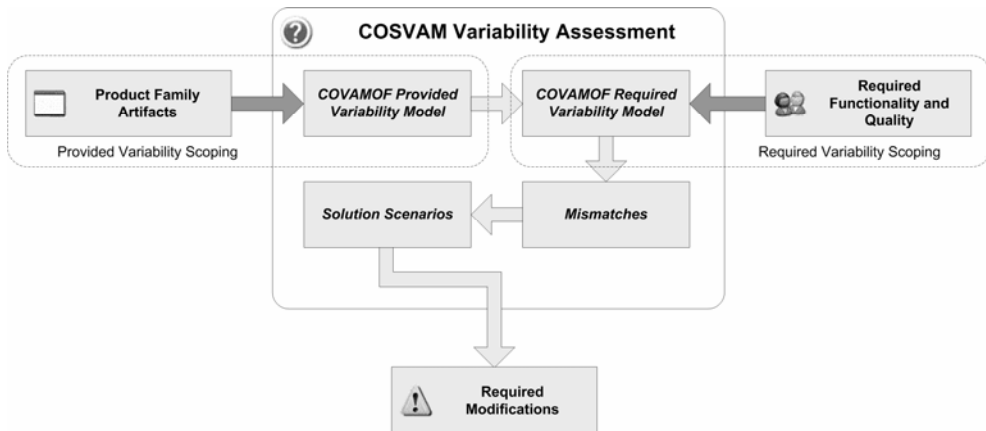 COSVAM Variability Assessment
Product Family
Artifacts
COVAMOF Provided
Variability Model
COVAMOF Required
Variability Model
Required
Functionality and
Quality
Provided Variability Scoping
Required Variability Scoping
Solution Scenarios
Mismatches
Required
Modifications